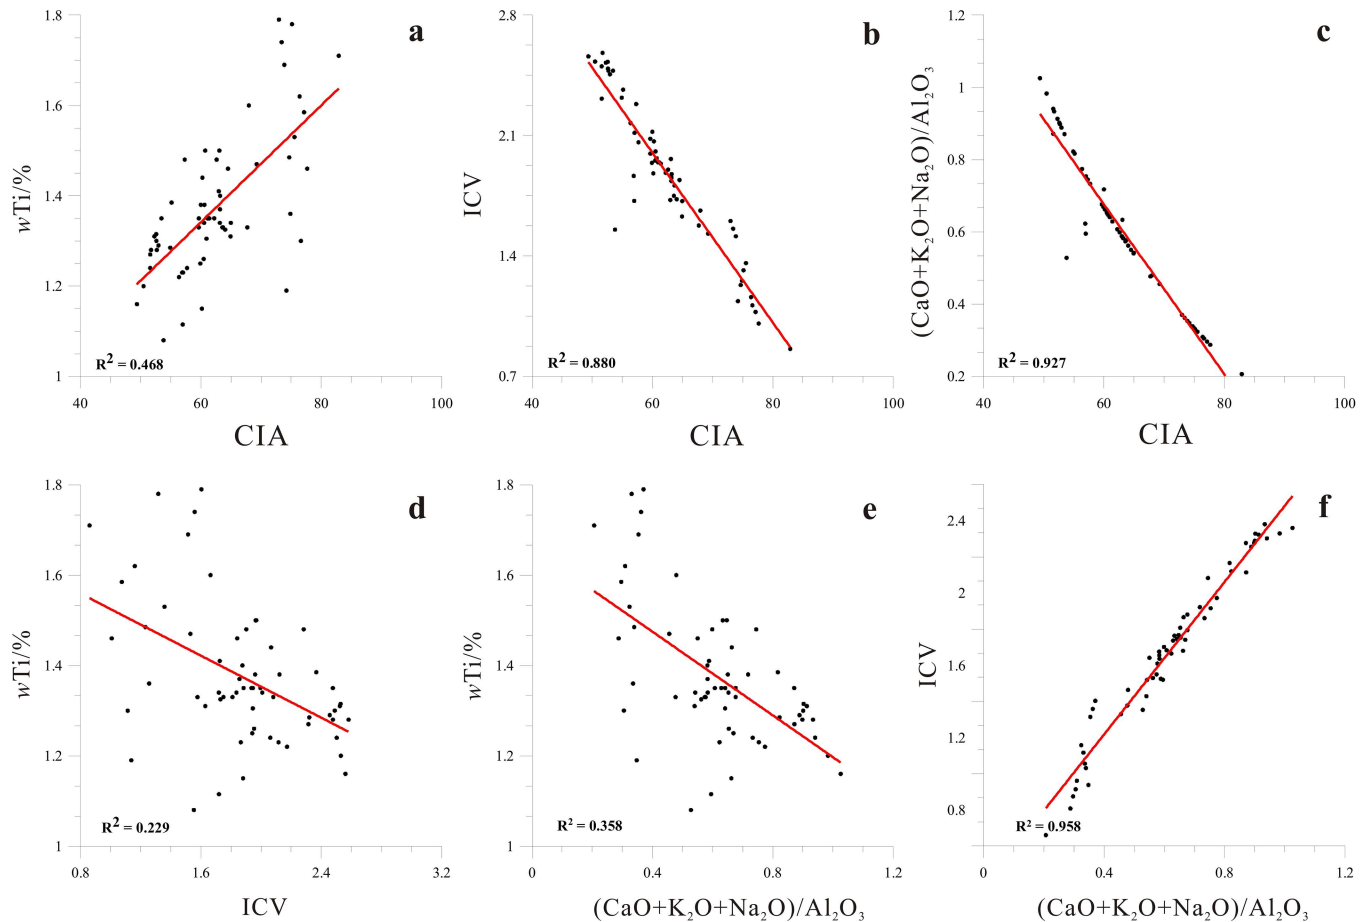 a
wTi/%
1.8
1.6
1.4
1.2
1
R² = 0.468
40
60
80
100
CIA
b
ICV
2.8
2.1
1.4
0.7
R² = 0.880
40
60
80
100
CIA
c
(CaO+K₂O+Na₂O)/Al₂O₃
1.2
1
0.8
0.6
0.4
0.2
R² = 0.927
40
60
80
100
CIA
d
wTi/%
1.8
1.6
1.4
1.2
1
R² = 0.229
0.8
1.6
2.4
3.2
ICV
e
wTi/%
1.8
1.6
1.4
1.2
1
R² = 0.358
0
0.4
0.8
1.2
(CaO+K₂O+Na₂O)/Al₂O₃
f
ICV
2.4
2
1.6
1.2
0.8
R² = 0.958
0
0.4
0.8
1.2
(CaO+K₂O+Na₂O)/Al₂O₃